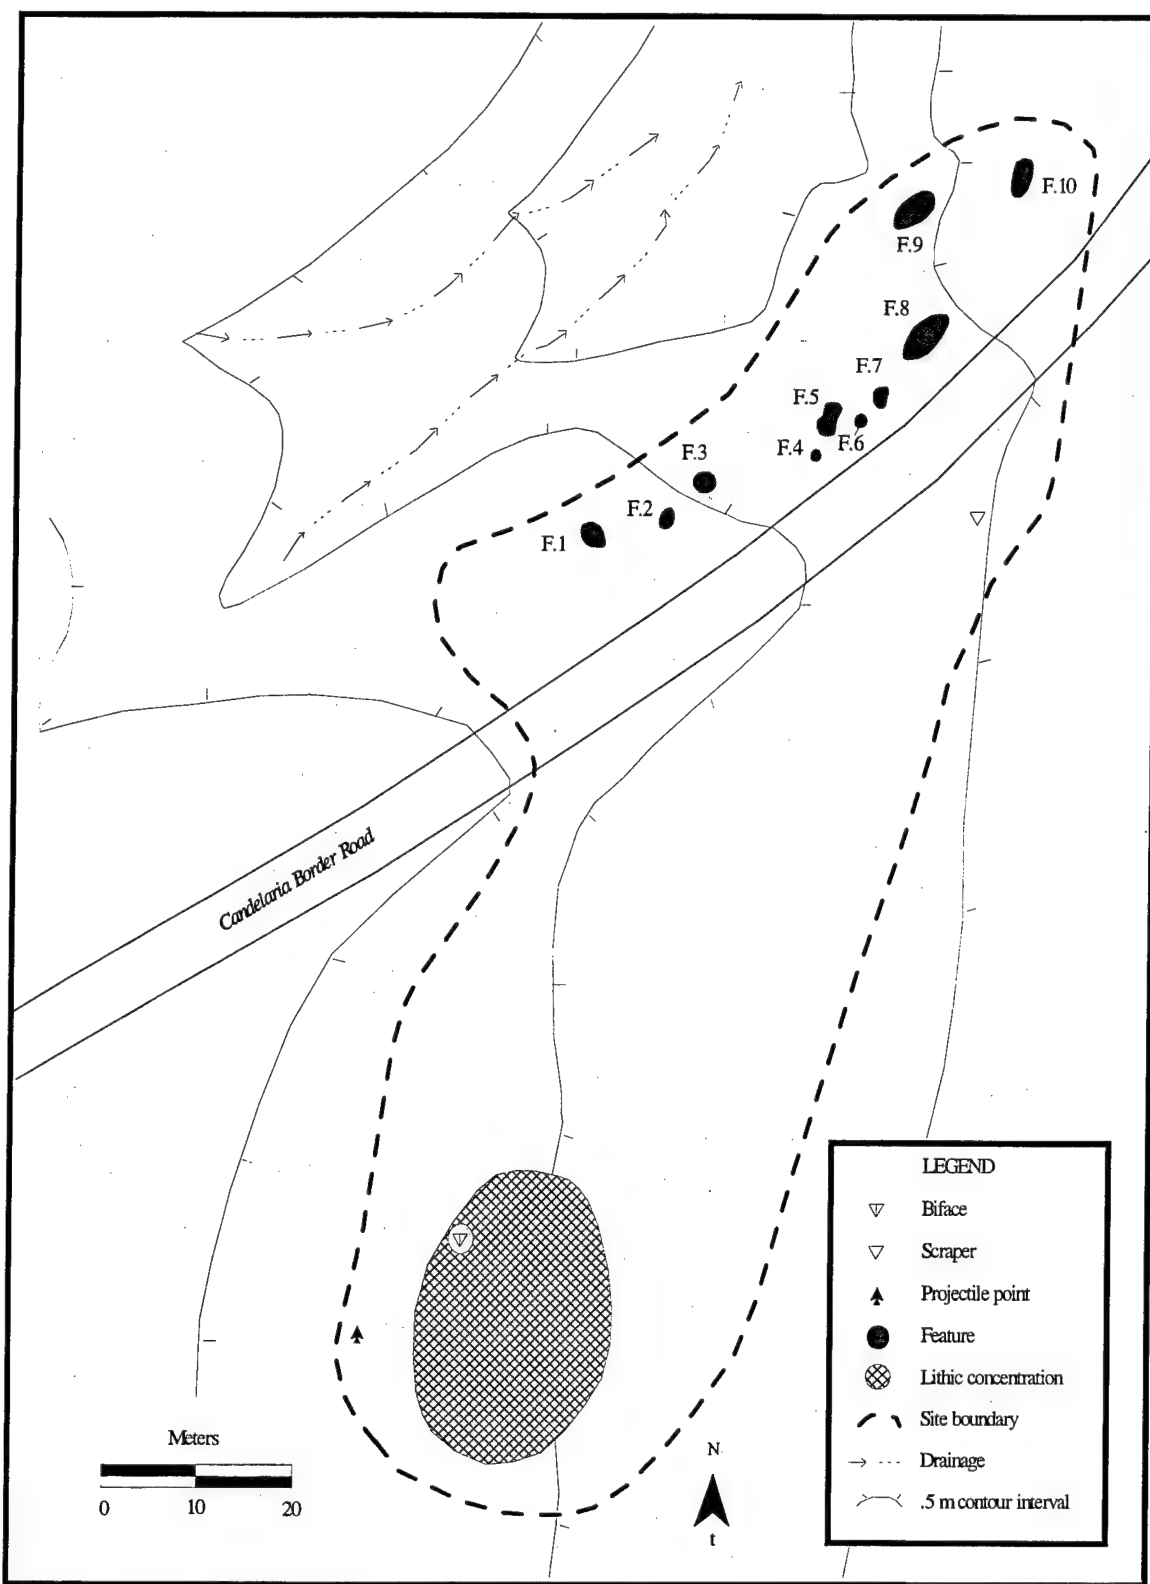 F.10
F.9
F.8
F.7
F.5
F.6
F.4
F.3
F.2
F.1
Candelaria Border Road
LEGEND
Biface
Scraper
Projectile point
Feature
Lithic concentration
Site boundary
Drainage
.5 m contour interval
Meters
0 10 20
N
t